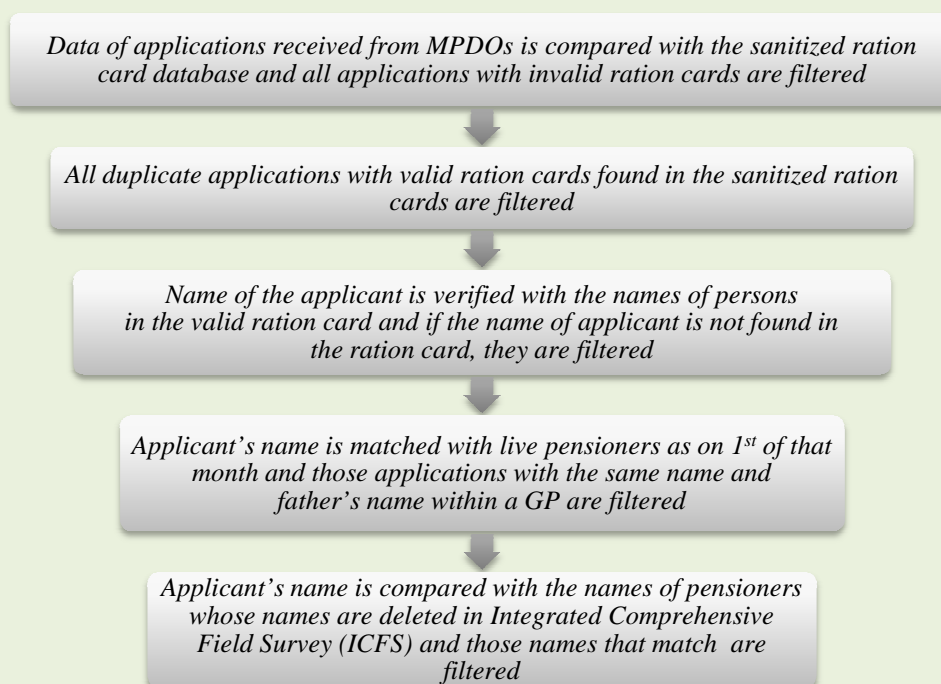 Data of applications received from MPDOs is compared with the sanitized ration
card database and all applications with invalid ration cards are filtered
All duplicate applications with valid ration cards found in the sanitized ration
cards are filtered
Name of the applicant is verified with the names of persons
in the valid ration card and if the name of applicant is not found in
the ration card, they are filtered
Applicant’s name is matched with live pensioners as on 1st of that
month and those applications with the same name and
father’s name within a GP are filtered
Applicant’s name is compared with the names of pensioners
whose names are deleted in Integrated Comprehensive
Field Survey (ICFS) and those names that match are
filtered